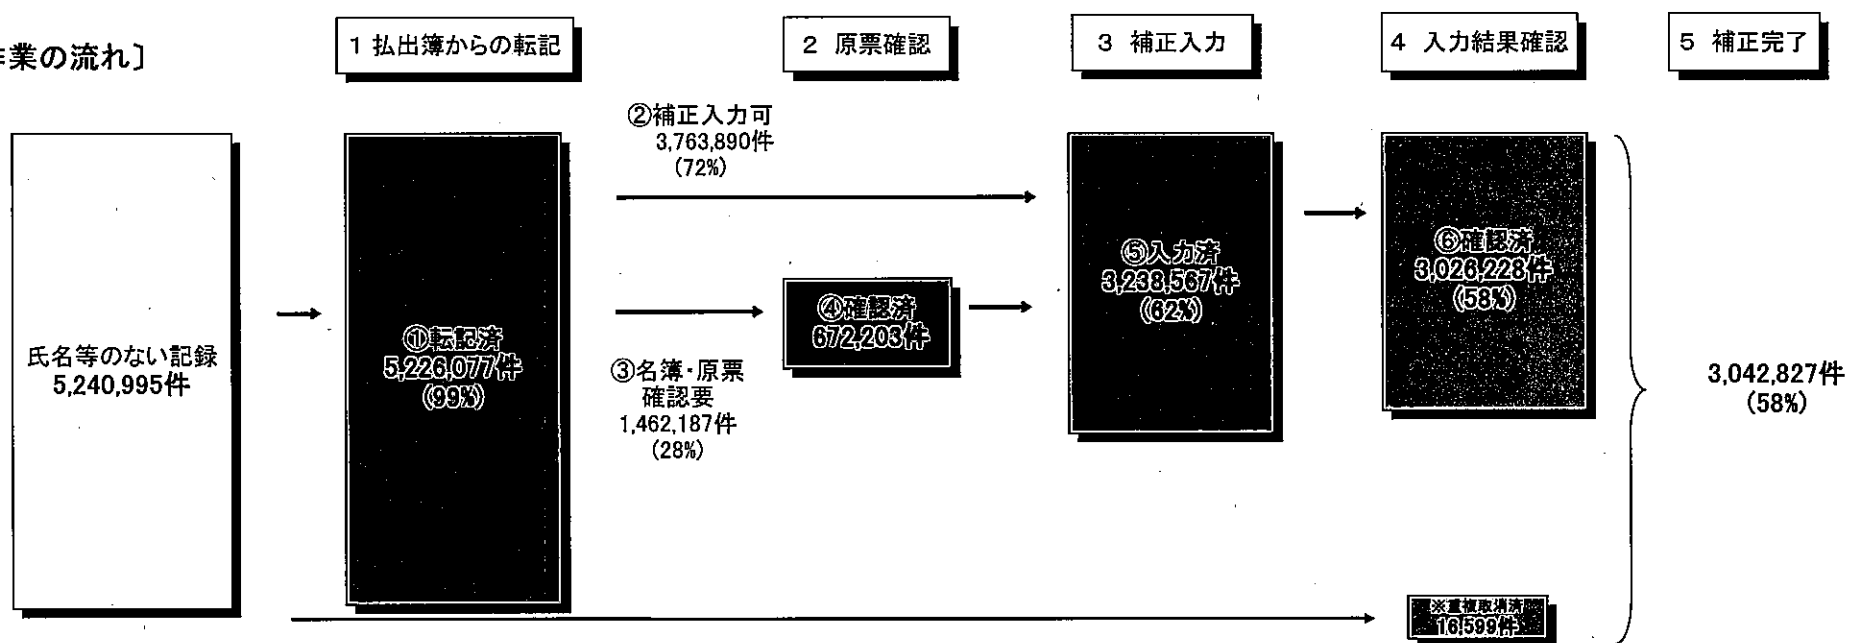 業の流れ〕
1 払出簿からの転記
2 原票確認
3 補正入力
4 入力結果確認
5 補正完了
氏名等のない記録
5,240,995件
①転記済
5,226,077件
(99%)
②補正入力可
3,763,890件
(72%)
③名簿・原票
確認要
1,462,187件
(28%)
④確認済
672,203件
⑤入力済
3,238,567件
(62%)
⑥確認済
3,026,228件
(58%)
※重複取消済
16,599件
3,042,827件
(58%)